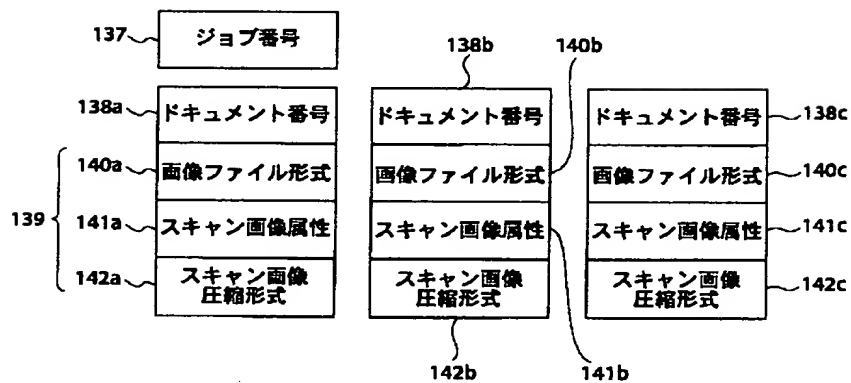 137
ジョブ番号
138b
140b
138a
ドキュメント番号
ドキュメント番号
ドキュメント番号
138c
140a
画像ファイル形式
画像ファイル形式
画像ファイル形式
140c
139
141a
スキャン画像属性
スキャン画像属性
スキャン画像属性
141c
142a
スキャン画像
圧縮形式
スキャン画像
圧縮形式
スキャン画像
圧縮形式
142c
142b
141b